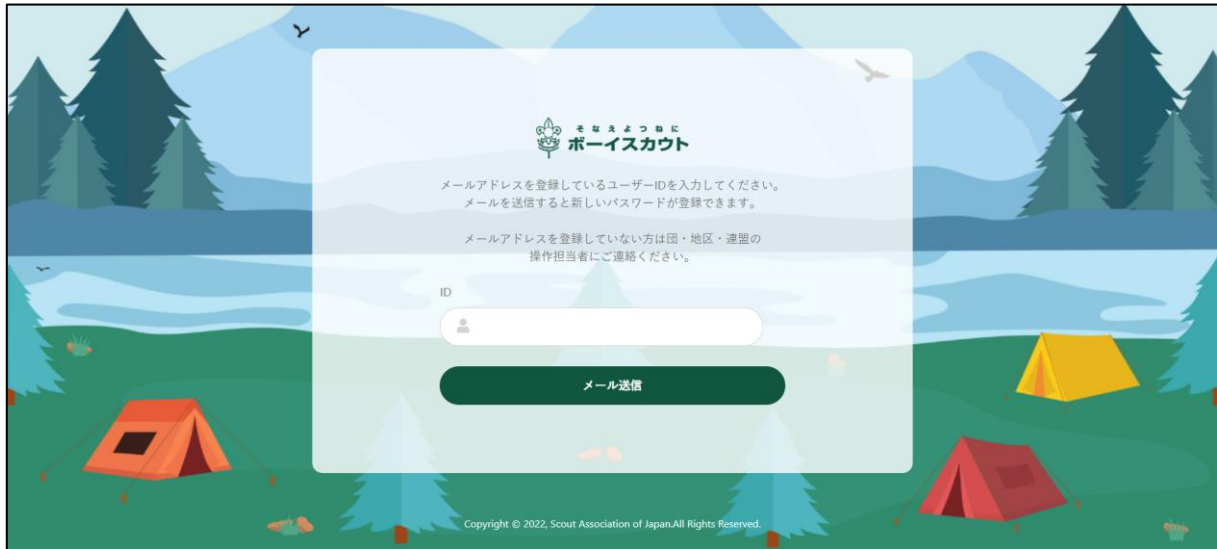 そなえよつねに
ボーイスカウト
メールアドレスを登録しているユーザーIDを入力してください。
メールを送信すると新しいパスワードが登録できます。
メールアドレスを登録していない方は団・地区・連盟の
操作担当者にご連絡ください。
ID
メール送信
Copyright © 2022, Scout Association of Japan.All Rights Reserved.